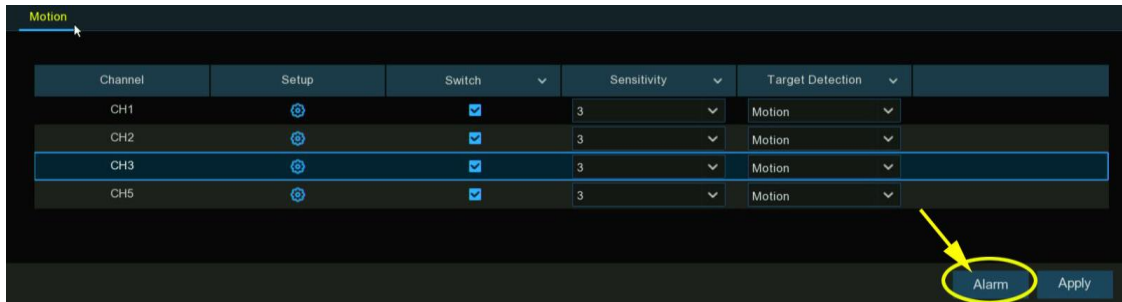 Motion
Channel Setup Switch Sensitivity Target Detection
CH1 3 Motion
CH2 3 Motion
CH3 3 Motion
CH5 3 Motion
Alarm Apply